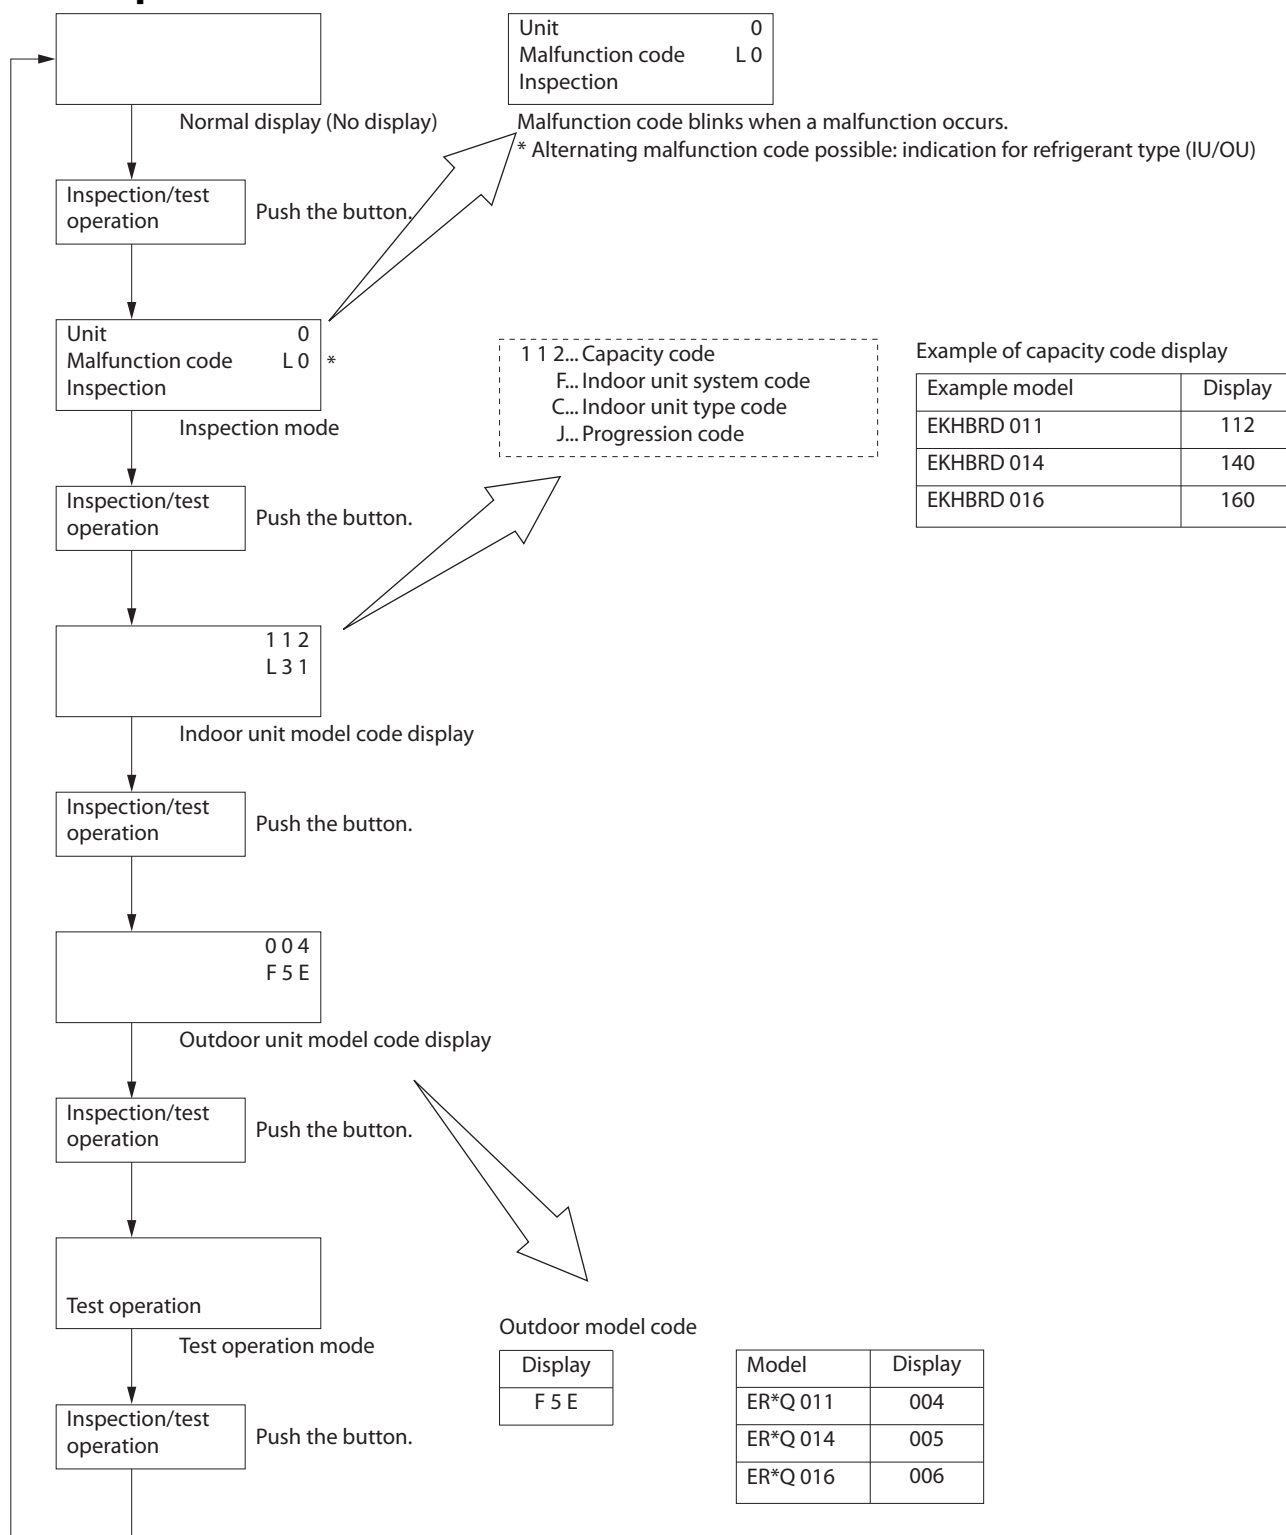 Unit 0
Malfunction code L 0
Inspection
Normal display (No display)
Malfunction code blinks when a malfunction occurs.
* Alternating malfunction code possible: indication for refrigerant type (IU/OU)
Inspection/test
operation
Push the button.
Unit 0
Malfunction code L 0 *
Inspection
Inspection mode
1 1 2... Capacity code
F... Indoor unit system code
C... Indoor unit type code
J... Progression code
Example of capacity code display
Example model Display
EKHBRD 011 112
EKHBRD 014 140
EKHBRD 016 160
Inspection/test
operation
Push the button.
1 1 2
L 3 1
Indoor unit model code display
Inspection/test
operation
Push the button.
0 0 4
F 5 E
Outdoor unit model code display
Inspection/test
operation
Push the button.
Test operation
Test operation mode
Outdoor model code
Display
F 5 E
Model Display
ER*Q 011 004
ER*Q 014 005
ER*Q 016 006
Inspection/test
operation
Push the button.